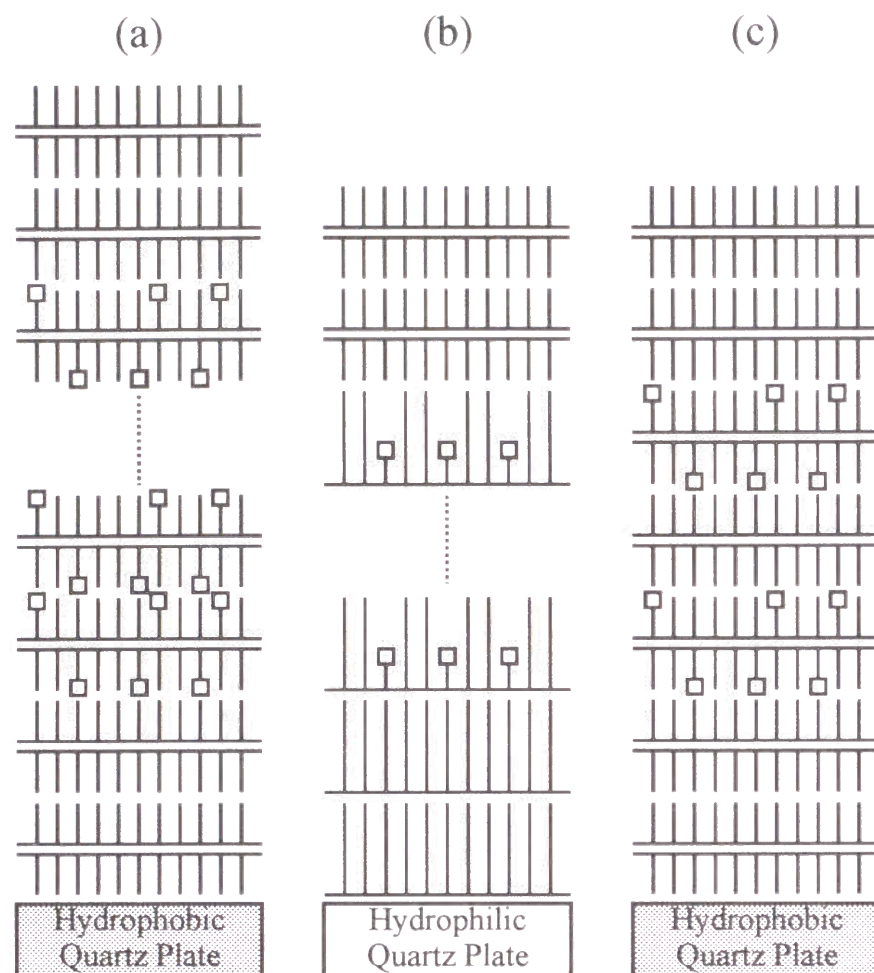 (a)
(b)
(c)
Hydrophobic
Quartz Plate
Hydrophilic
Quartz Plate
Hydrophobic
Quartz Plate